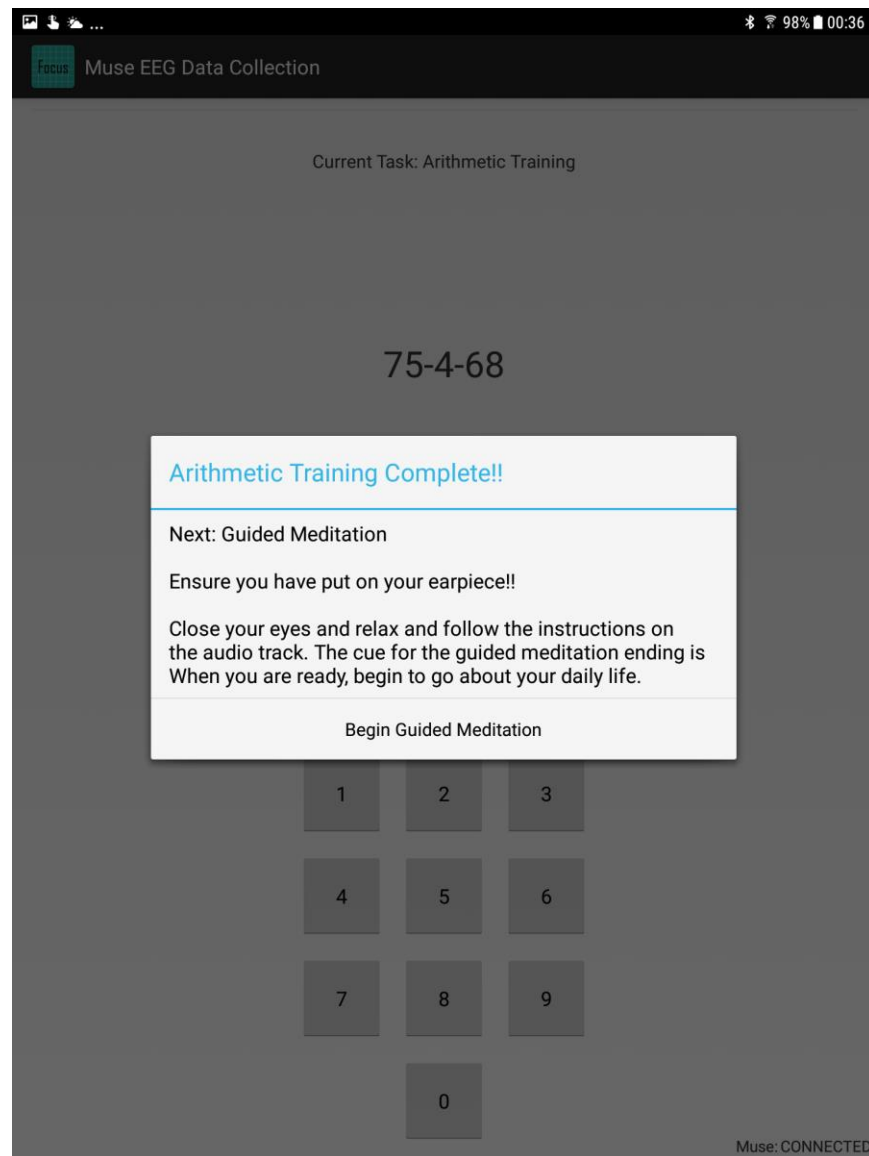 ... 98% 00:36
Focus Muse EEG Data Collection
Current Task: Arithmetic Training
75-4-68
Arithmetic Training Complete!!
Next: Guided Meditation
Ensure you have put on your earpiece!!
Close your eyes and relax and follow the instructions on
the audio track. The cue for the guided meditation ending is
When you are ready, begin to go about your daily life.
Begin Guided Meditation
1 2 3
4 5 6
7 8 9
0
Muse: CONNECTED